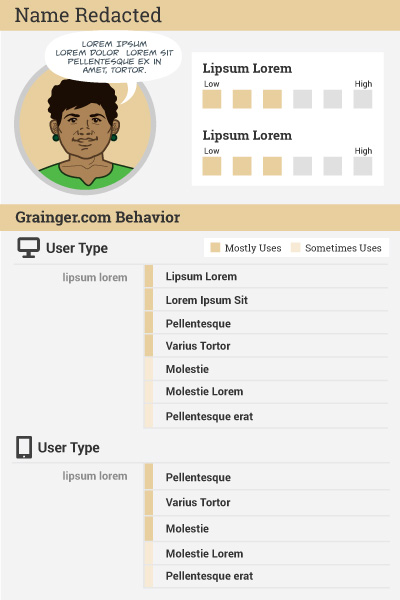 Name Redacted
LOREM IPSUM
LOREM DOLOR LOREM SIT
PELLENTESQUE EX IN
AMET, TORTOR.
Lipsum Lorem
Low High
Lipsum Lorem
Low High
Grainger.com Behavior
User Type
Mostly Uses Sometimes Uses
lipsum lorem
Lipsum Lorem
Lorem Ipsum Sit
Pellentesque
Varius Tortor
Molestie
Molestie Lorem
Pellentesque erat
User Type
lipsum lorem
Pellentesque
Varius Tortor
Molestie
Molestie Lorem
Pellentesque erat